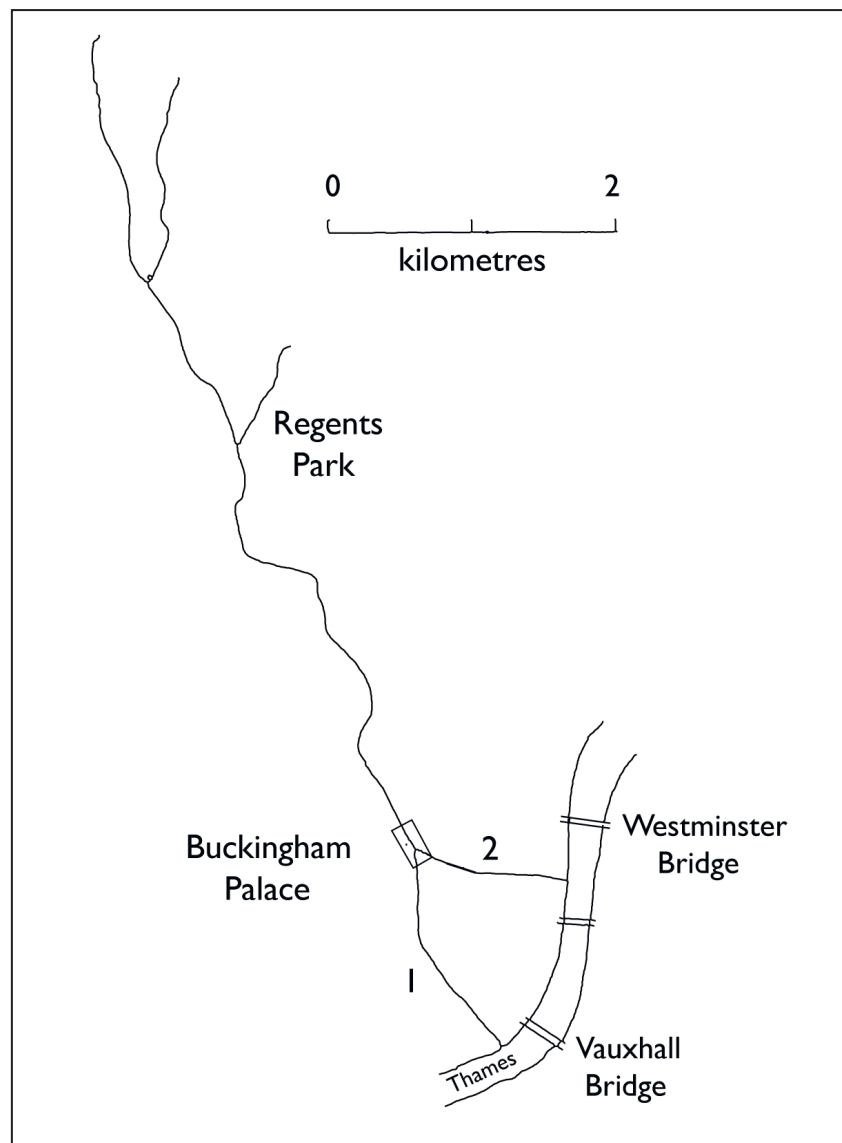 0 2
kilometres
Regents
Park
Buckingham
Palace
2
Westminster
Bridge
1
Thames
Vauxhall
Bridge